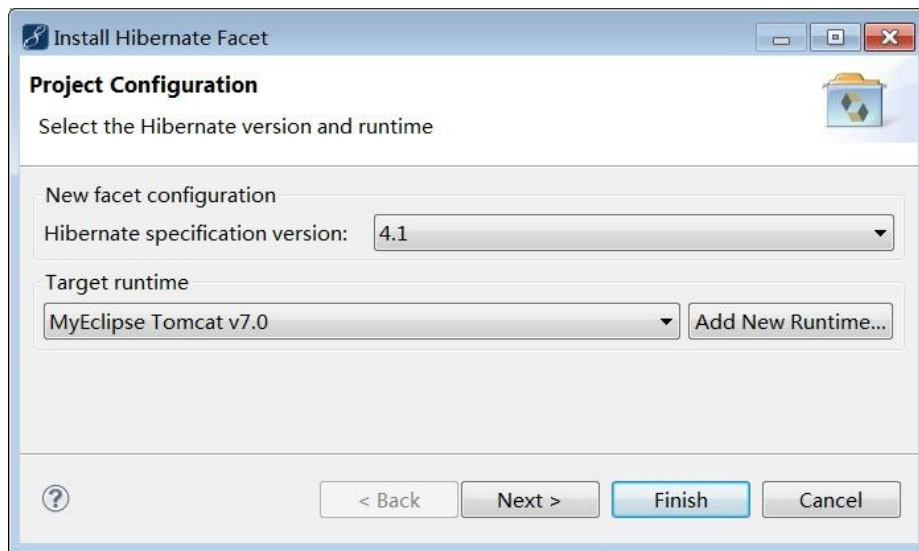 Install Hibernate Facet
Project Configuration
Select the Hibernate version and runtime
New facet configuration
Hibernate specification version: 4.1
Target runtime
MyEclipse Tomcat v7.0 Add New Runtime...
? < Back Next > Finish Cancel